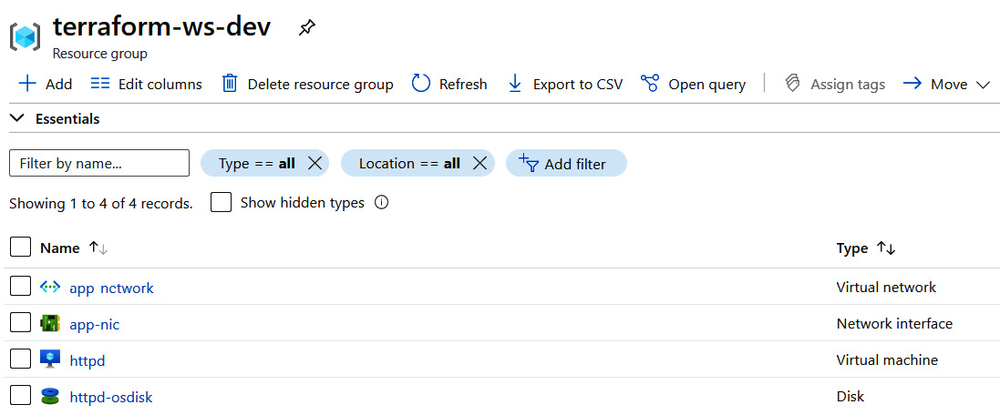 terraform-ws-dev
Resource group
Add Edit columns Delete resource group Refresh Export to CSV Open query Assign tags Move
Essentials
Filter by name... Type == all Location == all Add filter
Showing 1 to 4 of 4 records. Show hidden types
Name Type
app nctwork Virtual network
app-nic Network interface
httpd Virtual machine
httpd-osdisk Disk